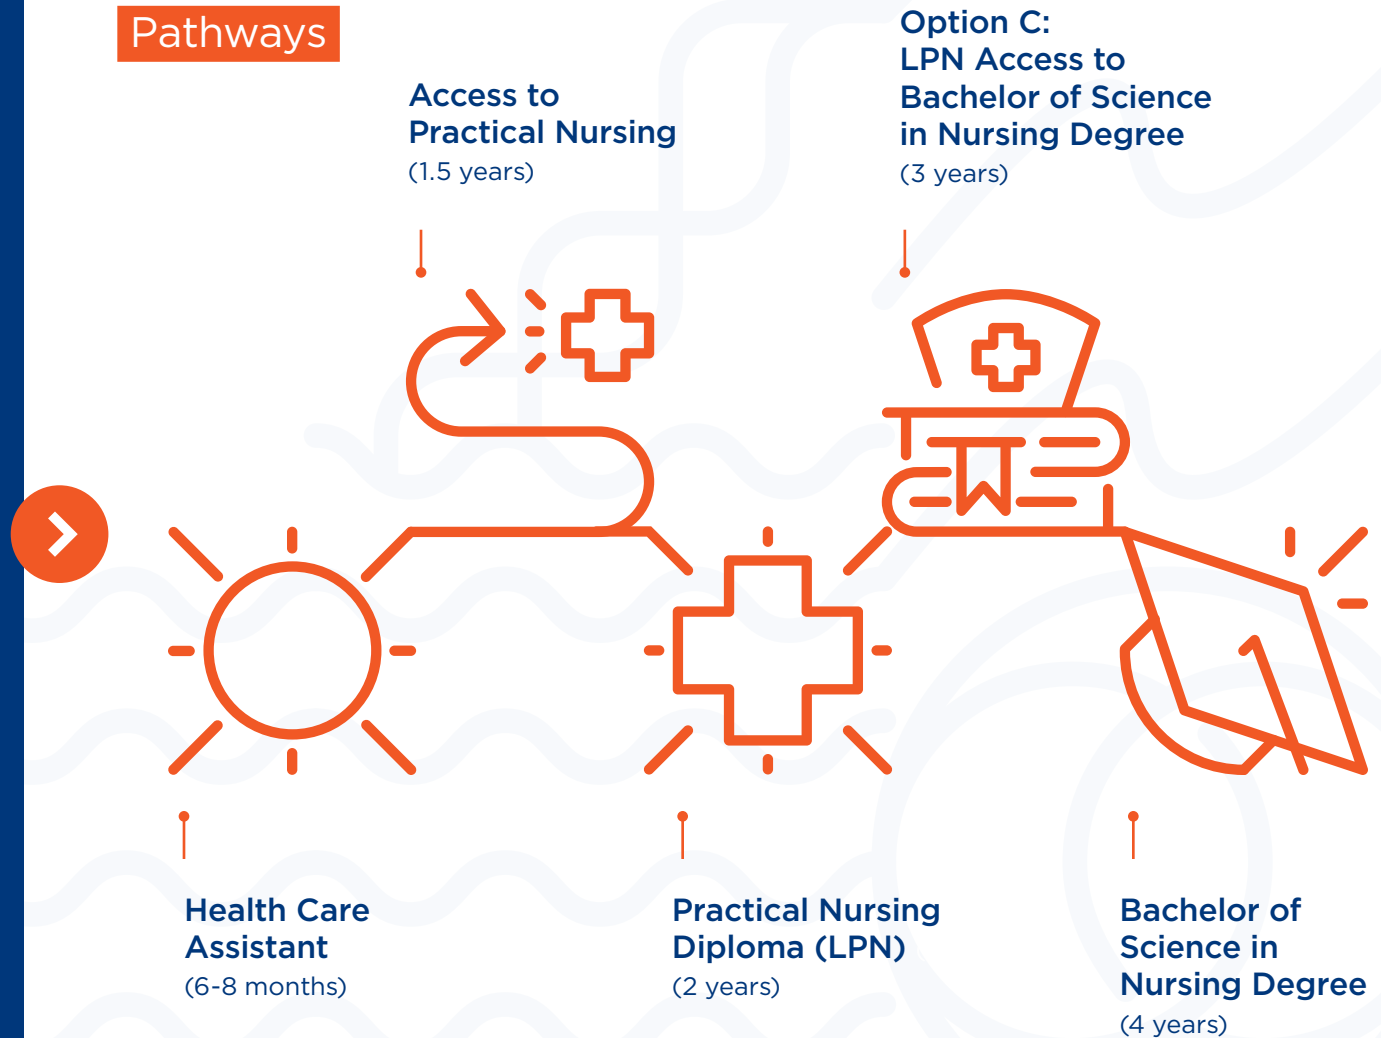 Pathways
Access to
Practical Nursing
(1.5 years)
Option C:
LPN Access to
Bachelor of Science
in Nursing Degree
(3 years)
Health Care
Assistant
(6-8 months)
Practical Nursing
Diploma (LPN)
(2 years)
Bachelor of
Science in
Nursing Degree
(4 years)